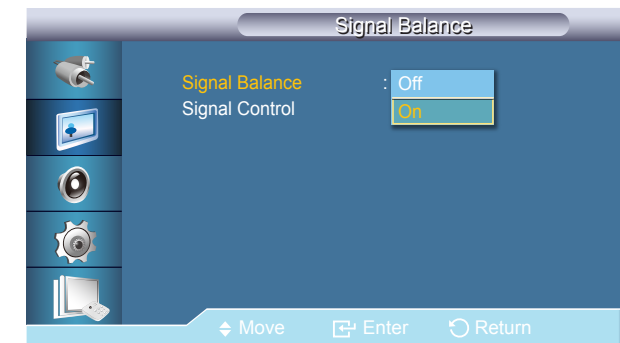 Signal Balance
Signal Balance : Off
Signal Control On
Move Enter Return